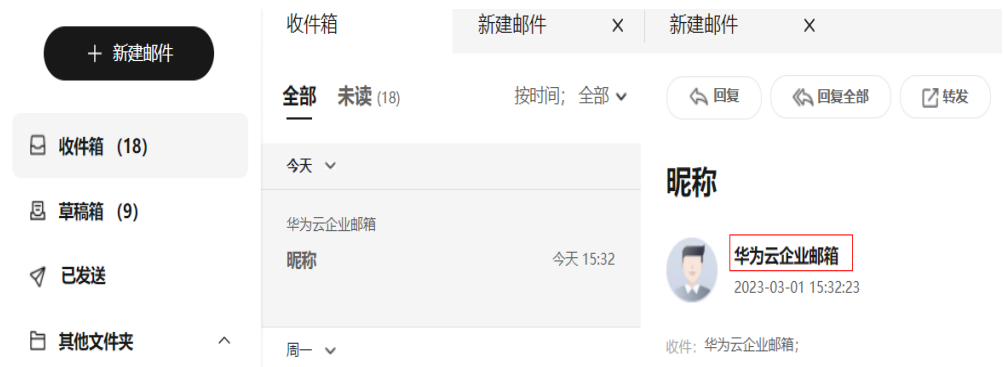 ＋ 新建邮件
收件箱 (18)
草稿箱 (9)
已发送
其他文件夹
收件箱
新建邮件 X
新建邮件 X
全部 未读 (18) 按时间；全部
今天
华为云企业邮箱
昵称 今天 15:32
周一
回复 回复全部 转发
昵称
华为云企业邮箱
2023-03-01 15:32:23
收件：华为云企业邮箱；